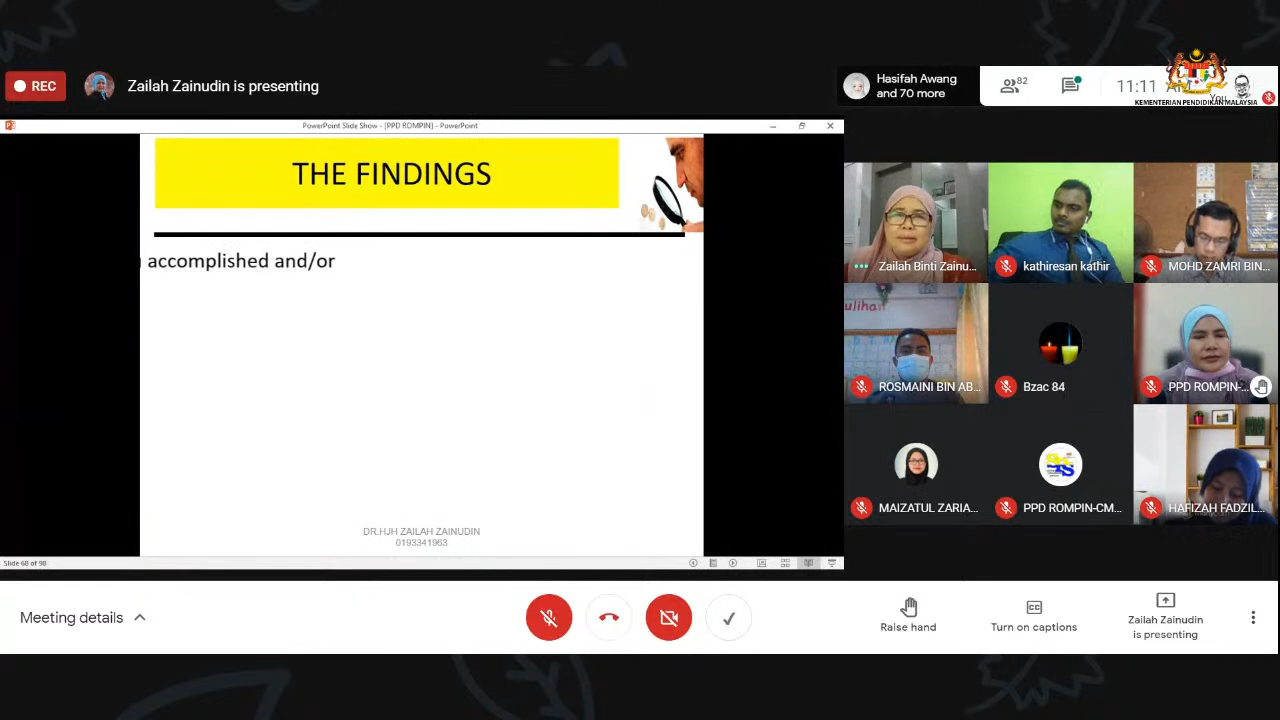 REC
Zailah Zainudin is presenting
Hasifah Awang
and 70 more
82
11:11 AM
You
KEMENTERIAN PENDIDIKAN MALAYSIA
PowerPoint Slide Show - [PPD ROMPIN] - PowerPoint
THE FINDINGS
accomplished and/or
DR.HJH ZAILAH ZAINUDIN
0193341963
Slide 68 of 98
Zailah Binti Zainu...
kathiresan kathir
MOHD ZAMRI BIN...
ulihan
ROSMAINI BIN AB...
Bzac 84
PPD ROMPIN-...
MAIZATUL ZARIA...
PPD ROMPIN-CM...
HAFIZAH FADZIL...
Meeting details
Raise hand
Turn on captions
Zailah Zainudin
is presenting